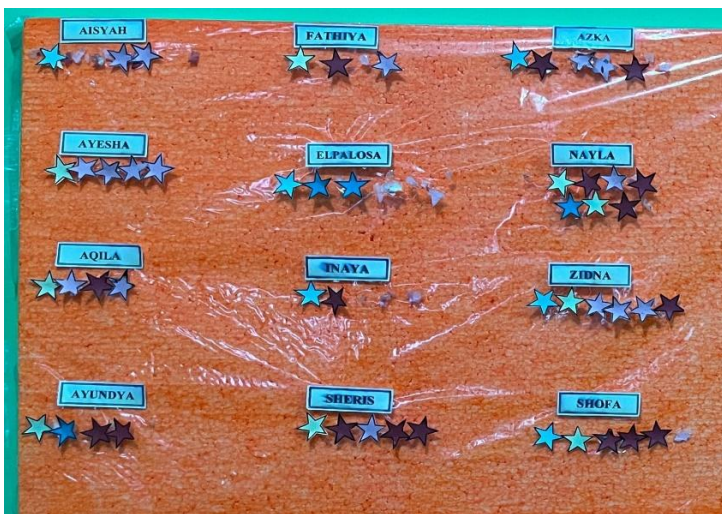 AISYAH
FATHIYA
AZKA
AYESHA
ELPALOSA
NAYLA
AQILA
INAYA
ZIDNA
AYUNDYA
SHERIS
SHOFA